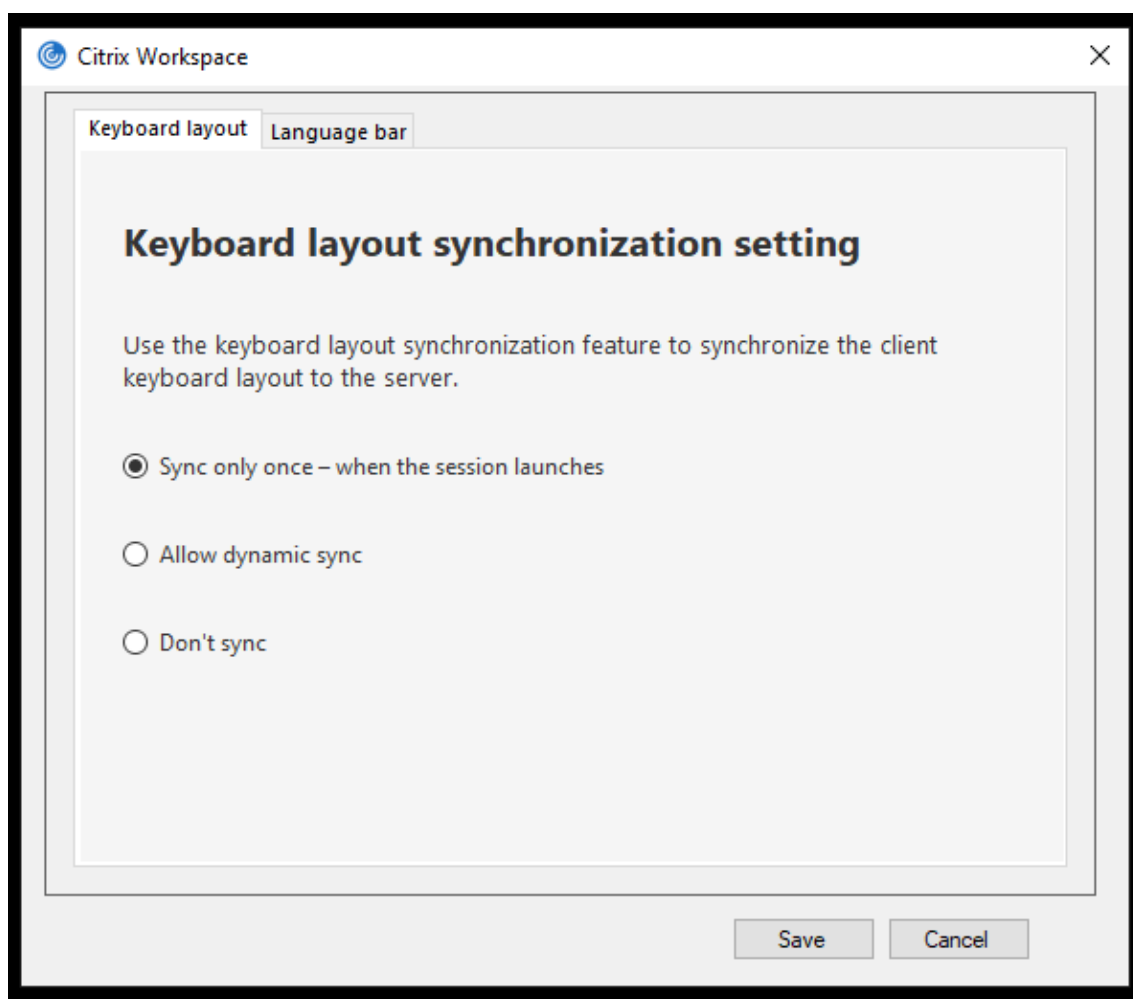 Citrix Workspace
Keyboard layout
Language bar
Keyboard layout synchronization setting
Use the keyboard layout synchronization feature to synchronize the client
keyboard layout to the server.
Sync only once – when the session launches
Allow dynamic sync
Don't sync
Save
Cancel